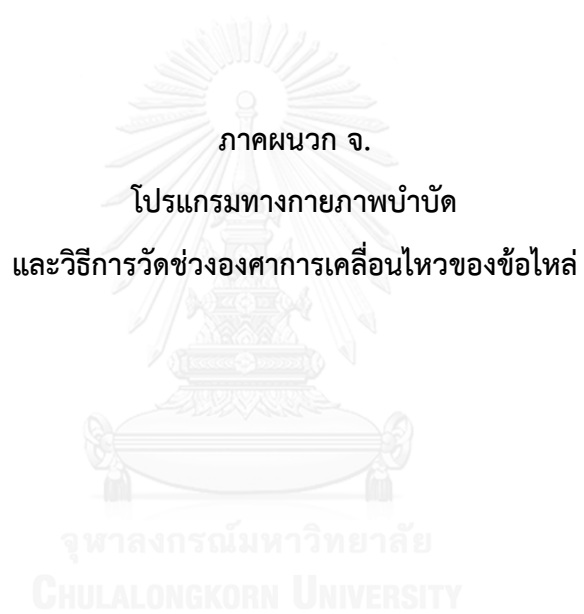 ภาคผนวก จ.
โปรแกรมทางกายภาพบำบัด
และวิธีการวัดช่วงองศาการเคลื่อนไหวของข้อไหล่
จุฬาลงกรณ์มหาวิทยาลัย
CHULALONGKORN UNIVERSITY